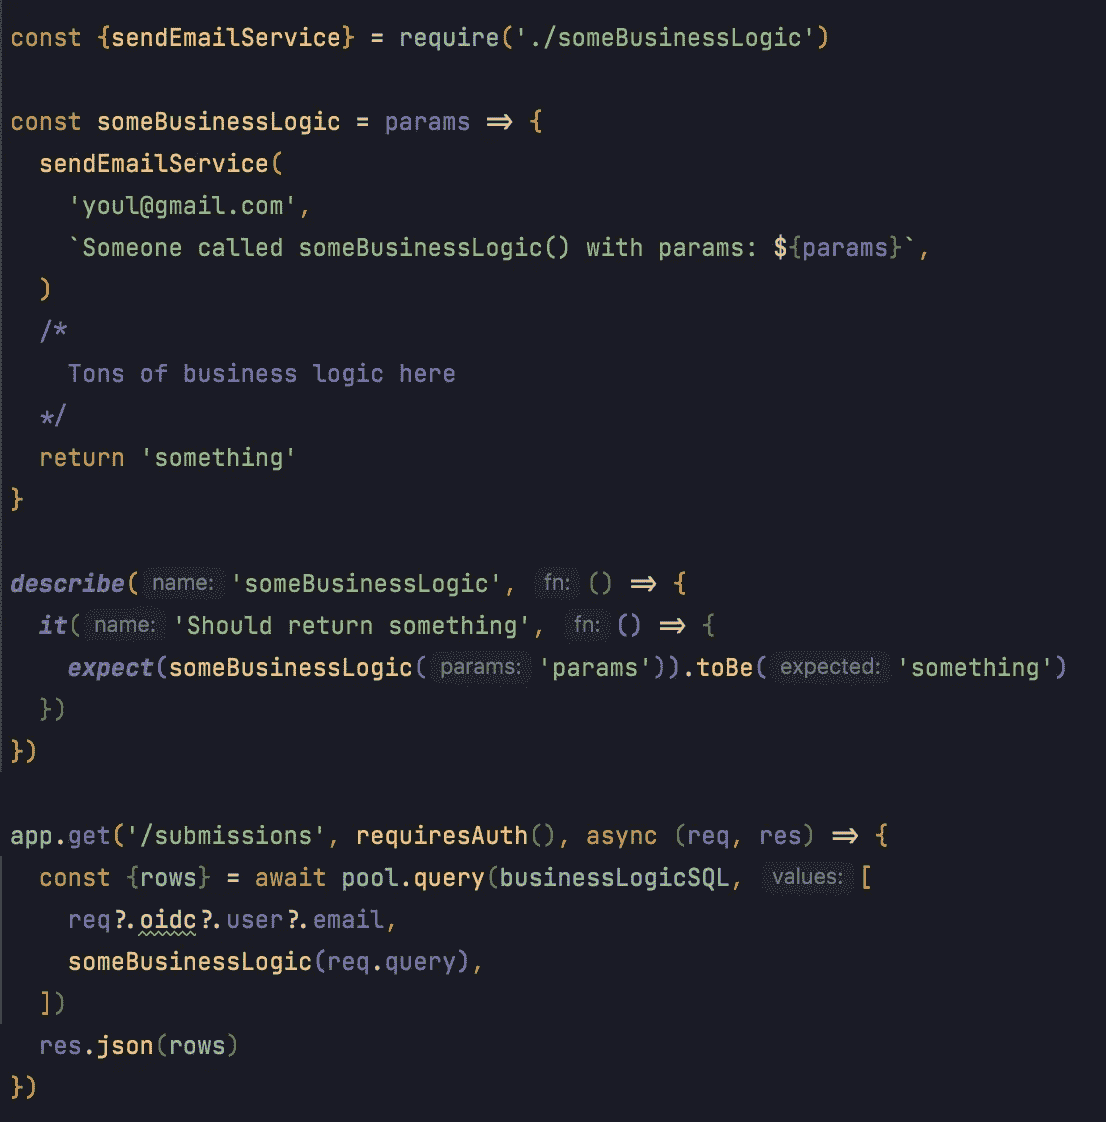 const {sendEmailService} = require('./someBusinessLogic')
const someBusinessLogic = params => {
sendEmailService(
'youl@gmail.com',
`Someone called someBusinessLogic() with params: ${params}`,
)
/*
Tons of business logic here
*/
return 'something'
}
describe( name: 'someBusinessLogic', fn: () => {
it( name: 'Should return something', fn: () => {
expect(someBusinessLogic( params: 'params')).toBe( expected: 'something')
})
})
app.get('/submissions', requiresAuth(), async (req, res) => {
const {rows} = await pool.query(businessLogicSQL, values: [
req?.oidc?.user?.email,
someBusinessLogic(req.query),
])
res.json(rows)
})